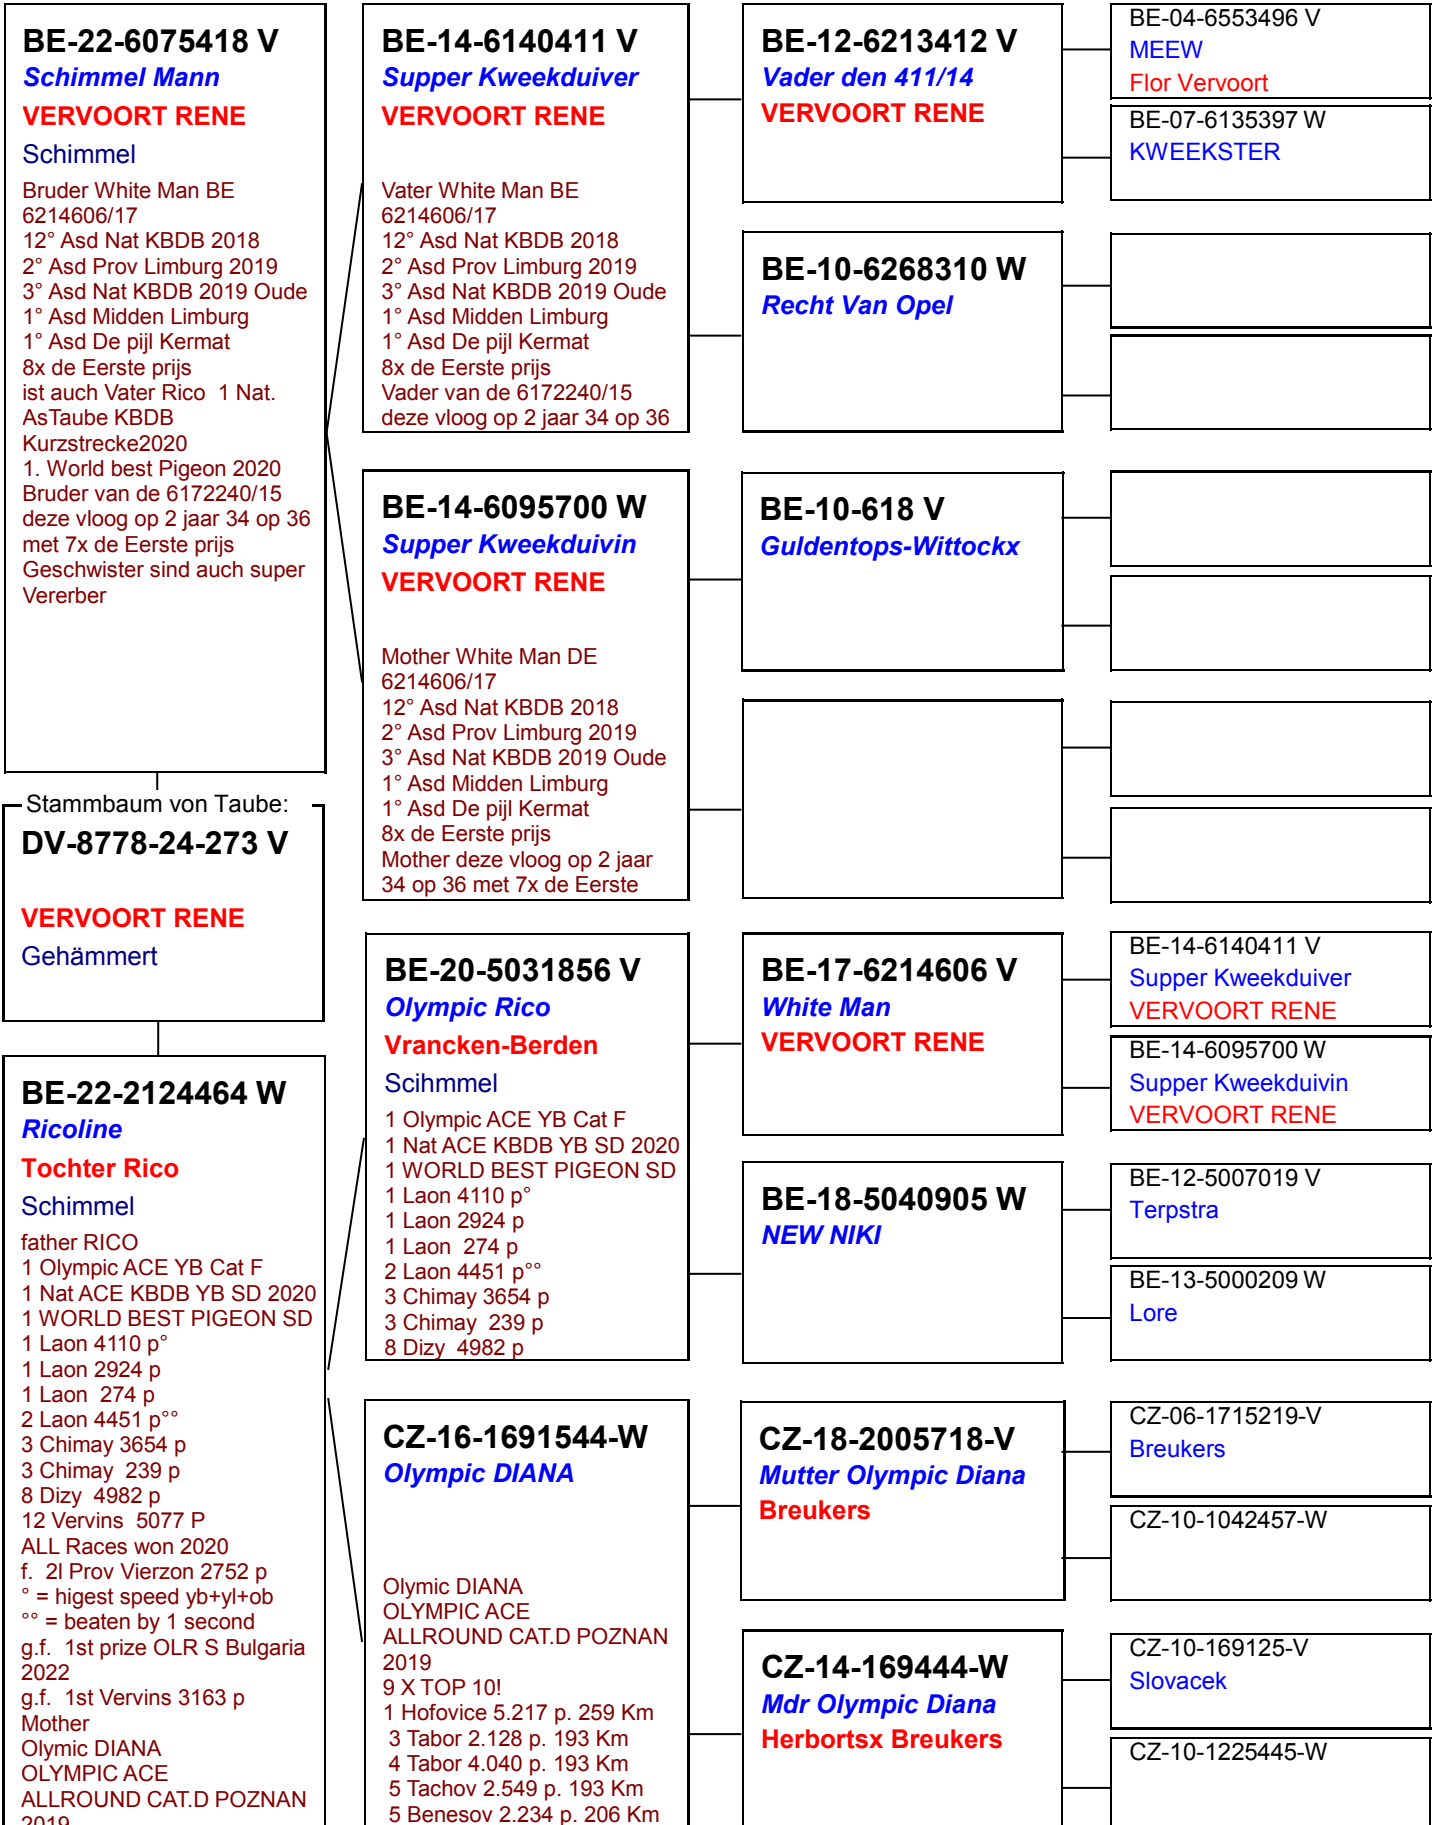 BE-22-6075418 V
Schimmel Mann
VERVOORT RENE
Schimmel
Bruder White Man BE
6214606/17
12° Asd Nat KBDB 2018
2° Asd Prov Limburg 2019
3° Asd Nat KBDB 2019 Oude
1° Asd Midden Limburg
1° Asd De pijl Kermat
8x de Eerste prijs
ist auch Vater Rico  1 Nat.
AsTaube KBDB
Kurzstrecke2020
1. World best Pigeon 2020
Bruder van de 6172240/15
deze vloog op 2 jaar 34 op 36
met 7x de Eerste prijs
Geschwister sind auch super
Vererber
Stammbaum von Taube:
DV-8778-24-273 V
VERVOORT RENE
Gehämmert
BE-22-2124464 W
Ricoline
Tochter Rico
Schimmel
father RICO
1 Olympic ACE YB Cat F
1 Nat ACE KBDB YB SD 2020
1 WORLD BEST PIGEON SD
1 Laon 4110 p°
1 Laon 2924 p
1 Laon  274 p
2 Laon 4451 p°°
3 Chimay 3654 p
3 Chimay  239 p
8 Dizy  4982 p
12 Vervins  5077 P
ALL Races won 2020
f.  2l Prov Vierzon 2752 p
° = higest speed yb+yl+ob
°° = beaten by 1 second
g.f.  1st prize OLR S Bulgaria
2022
g.f.  1st Vervins 3163 p
Mother
Olymic DIANA
OLYMPIC ACE
ALLROUND CAT.D POZNAN
2019
BE-14-6140411 V
Supper Kweekduiver
VERVOORT RENE
Vater White Man BE
6214606/17
12° Asd Nat KBDB 2018
2° Asd Prov Limburg 2019
3° Asd Nat KBDB 2019 Oude
1° Asd Midden Limburg
1° Asd De pijl Kermat
8x de Eerste prijs
Vader van de 6172240/15
deze vloog op 2 jaar 34 op 36
BE-14-6095700 W
Supper Kweekduivin
VERVOORT RENE
Mother White Man DE
6214606/17
12° Asd Nat KBDB 2018
2° Asd Prov Limburg 2019
3° Asd Nat KBDB 2019 Oude
1° Asd Midden Limburg
1° Asd De pijl Kermat
8x de Eerste prijs
Mother deze vloog op 2 jaar
34 op 36 met 7x de Eerste
BE-20-5031856 V
Olympic Rico
Vrancken-Berden
Scihmmel
1 Olympic ACE YB Cat F
1 Nat ACE KBDB YB SD 2020
1 WORLD BEST PIGEON SD
1 Laon 4110 p°
1 Laon 2924 p
1 Laon  274 p
2 Laon 4451 p°°
3 Chimay 3654 p
3 Chimay  239 p
8 Dizy  4982 p
CZ-16-1691544-W
Olympic DIANA
Olymic DIANA
OLYMPIC ACE
ALLROUND CAT.D POZNAN
2019
9 X TOP 10!
1 Hofovice 5.217 p. 259 Km
3 Tabor 2.128 p. 193 Km
4 Tabor 4.040 p. 193 Km
5 Tachov 2.549 p. 193 Km
5 Benesov 2.234 p. 206 Km
BE-12-6213412 V
Vader den 411/14
VERVOORT RENE
BE-10-6268310 W
Recht Van Opel
BE-10-618 V
Guldentops-Wittockx
BE-17-6214606 V
White Man
VERVOORT RENE
BE-18-5040905 W
NEW NIKI
CZ-18-2005718-V
Mutter Olympic Diana
Breukers
CZ-14-169444-W
Mdr Olympic Diana
Herbortsx Breukers
BE-04-6553496 V
MEEW
Flor Vervoort
BE-07-6135397 W
KWEEKSTER
BE-14-6140411 V
Supper Kweekduiver
VERVOORT RENE
BE-14-6095700 W
Supper Kweekduivin
VERVOORT RENE
BE-12-5007019 V
Terpstra
BE-13-5000209 W
Lore
CZ-06-1715219-V
Breukers
CZ-10-1042457-W
CZ-10-169125-V
Slovacek
CZ-10-1225445-W